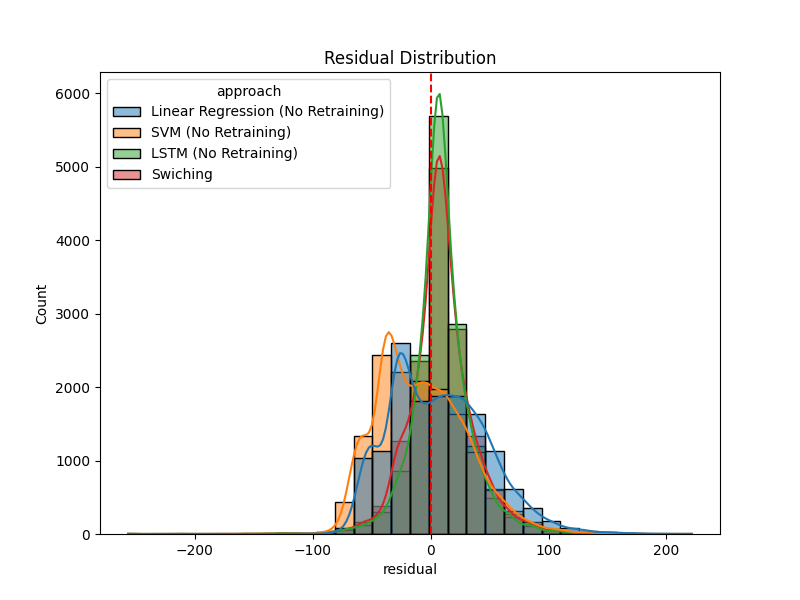 Residual Distribution
approach
Linear Regression (No Retraining)
SVM (No Retraining)
LSTM (No Retraining)
Swiching
6000
5000
4000
3000
2000
1000
0
Count
−200
−100
0
100
200
residual